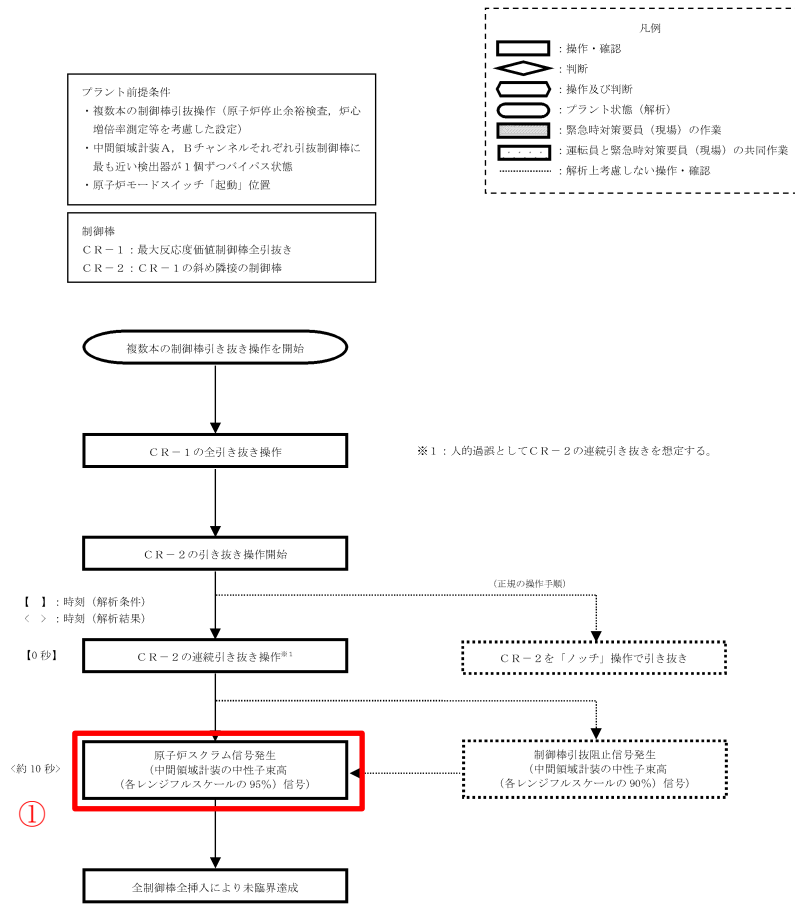 凡例
：操作・確認
：判断
：操作及び判断
：プラント状態（解析）
：緊急時対策要員（現場）の作業
：運転員と緊急時対策要員（現場）の共同作業
：解析上考慮しない操作・確認
プラント前提条件
・複数本の制御棒引抜操作（原子炉停止余裕検査，炉心
増倍率測定等を考慮した設定）
・中間領域計装Ａ，Ｂチャンネルそれぞれ引抜制御棒に
最も近い検出器が１個ずつバイパス状態
・原子炉モードスイッチ「起動」位置
制御棒
ＣＲ－１：最大反応度価値制御棒全引抜き
ＣＲ－２：ＣＲ－１の斜め隣接の制御棒
複数本の制御棒引き抜き操作を開始
ＣＲ－１の全引き抜き操作
※１：人的過誤としてＣＲ－２の連続引き抜きを想定する。
ＣＲ－２の引き抜き操作開始
（正規の操作手順）
【　】：時刻（解析条件）
＜　＞：時刻（解析結果）
【0 秒】
ＣＲ－２の連続引き抜き操作※１
ＣＲ－２を「ノッチ」操作で引き抜き
<約 10 秒>
原子炉スクラム信号発生
（中間領域計装の中性子束高
（各レンジフルスケールの 95%）信号）
制御棒引抜阻止信号発生
（中間領域計装の中性子束高
（各レンジフルスケールの 90%）信号）
①
全制御棒全挿入により未臨界達成